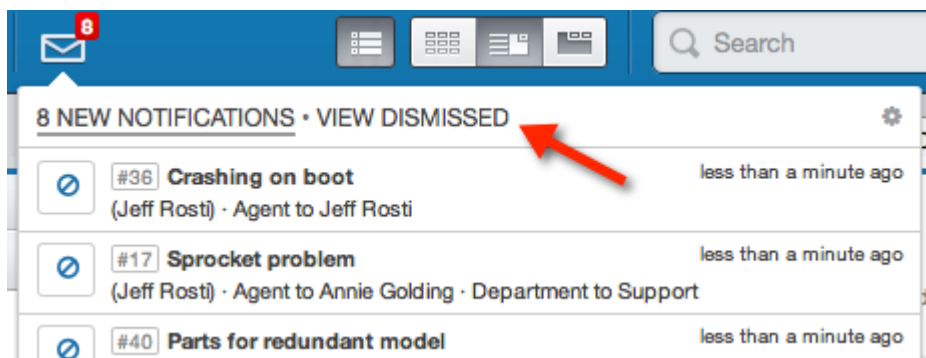 8
Search
8 NEW NOTIFICATIONS • VIEW DISMISSED
#36 Crashing on boot less than a minute ago
(Jeff Rosti) · Agent to Jeff Rosti
#17 Sprocket problem less than a minute ago
(Jeff Rosti) · Agent to Annie Golding · Department to Support
#40 Parts for redundant model less than a minute ago